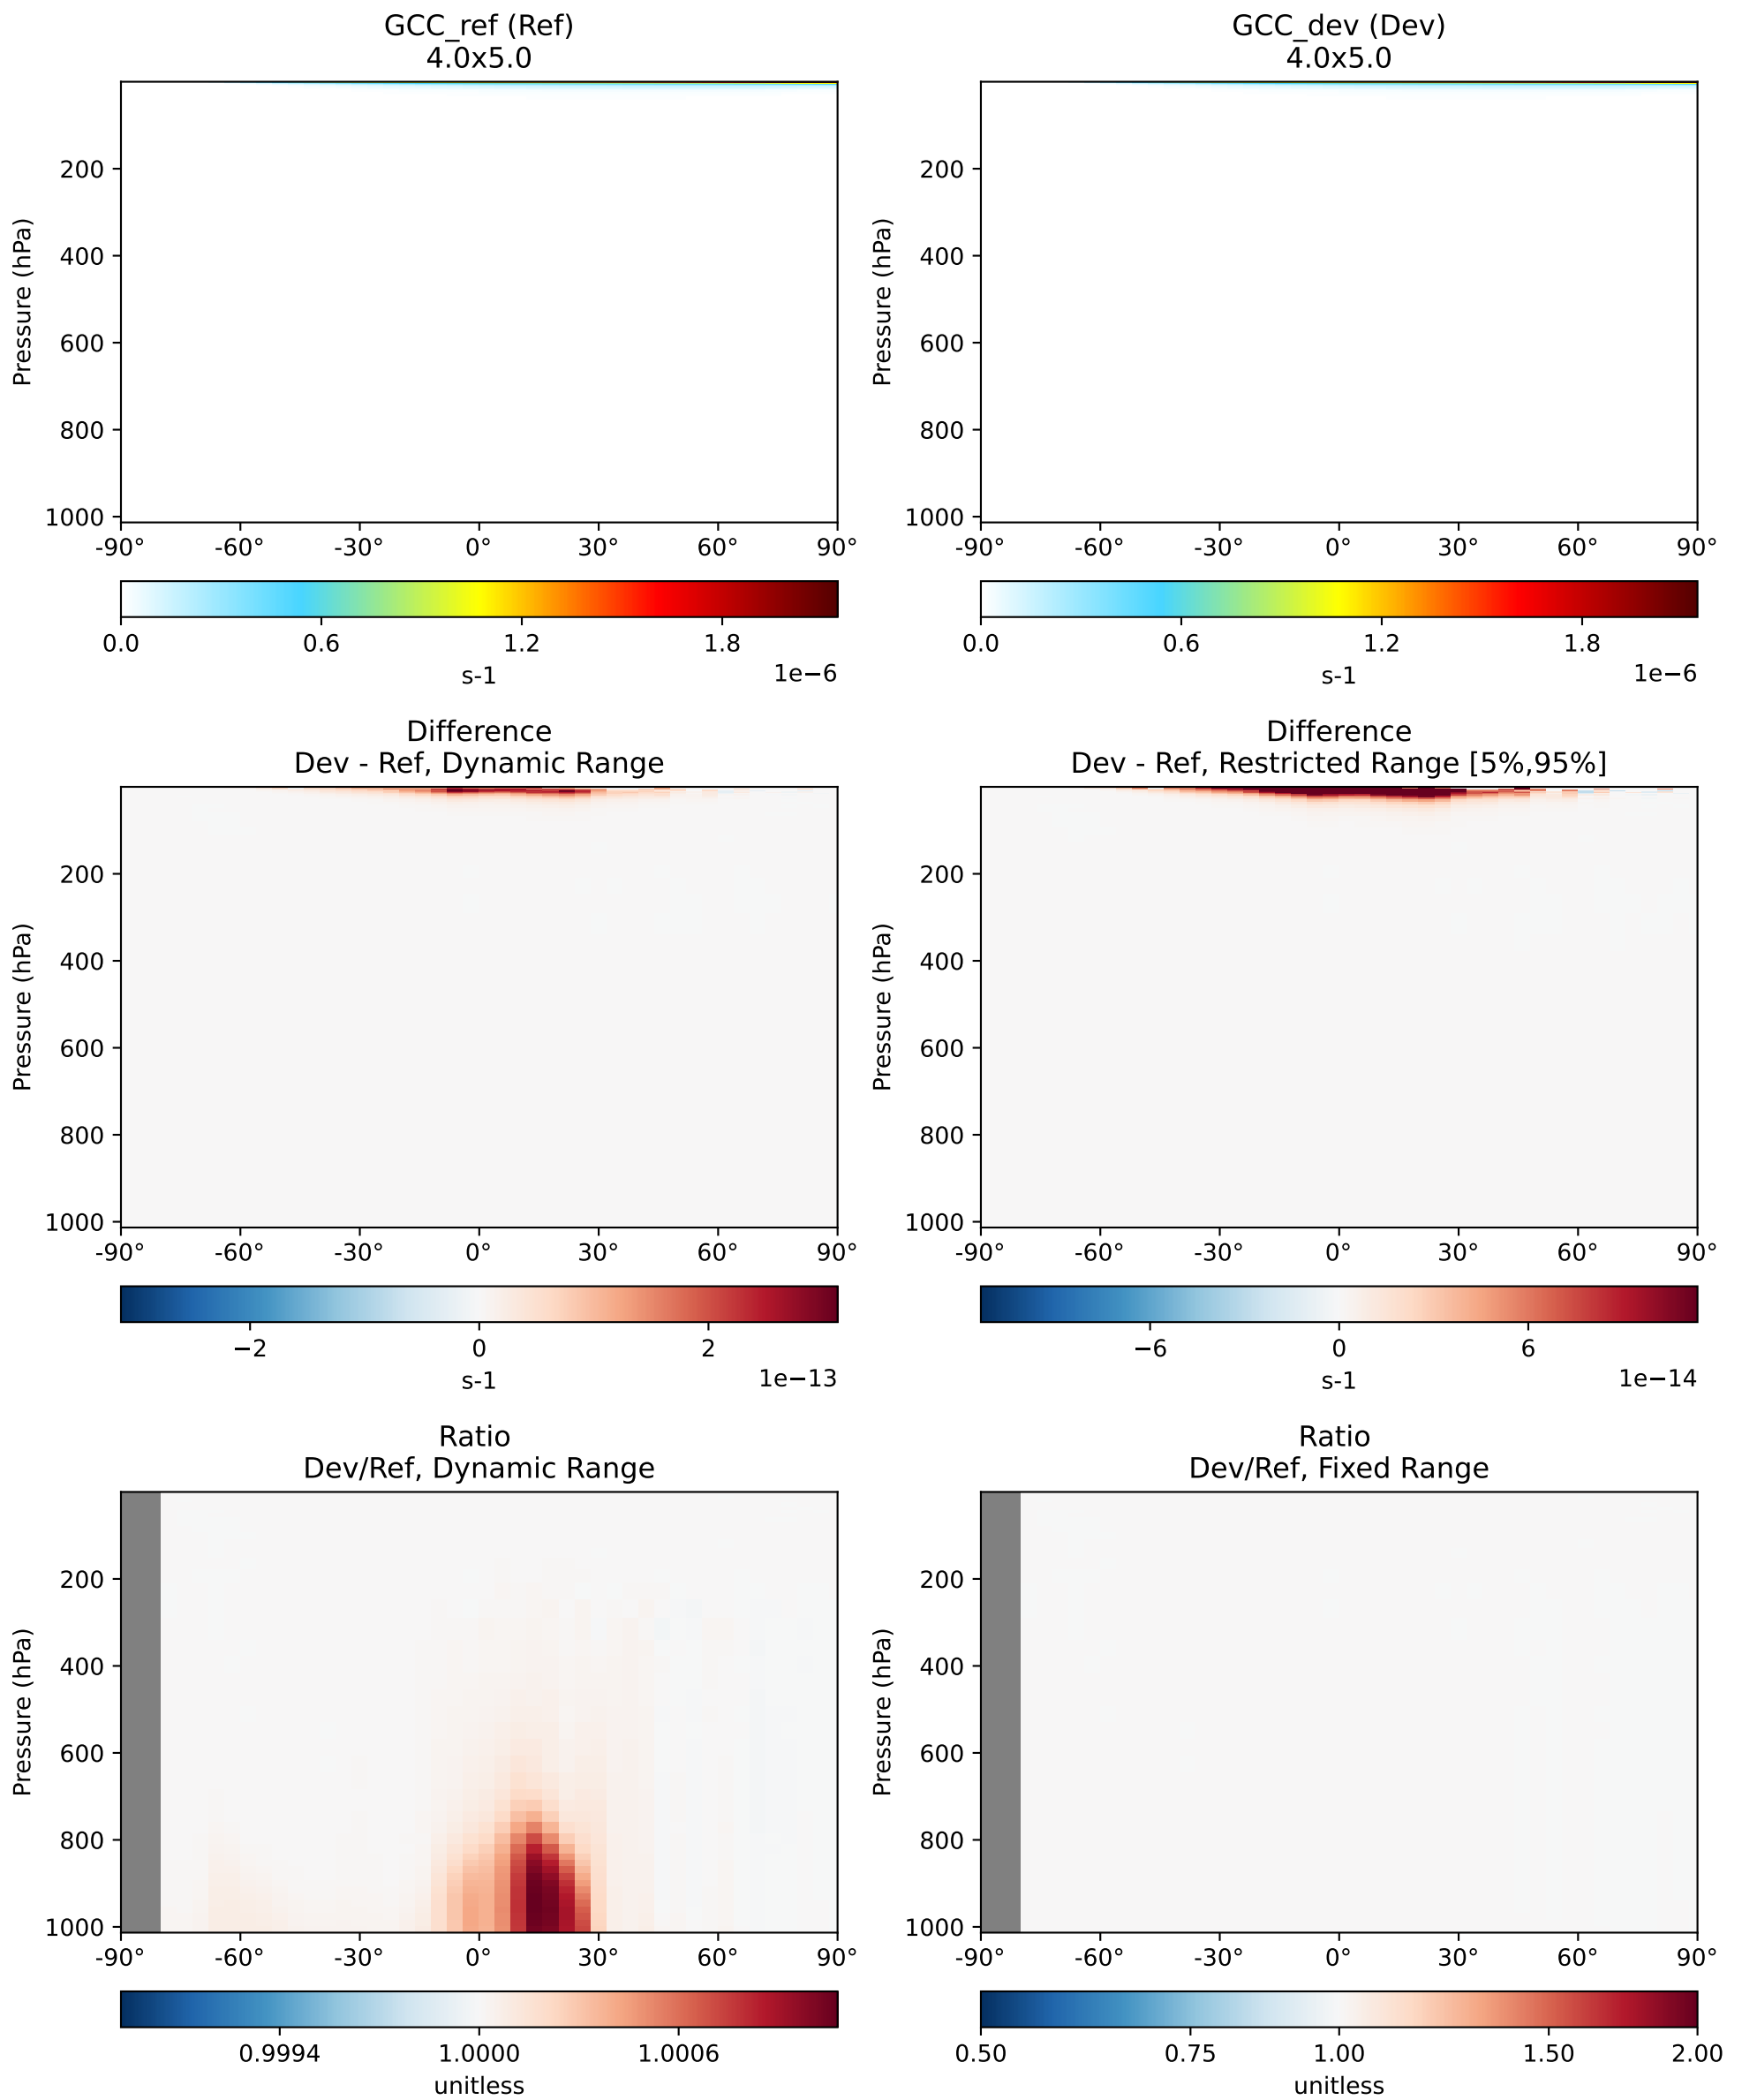 GCC_ref (Ref)
4.0x5.0
GCC_dev (Dev)
4.0x5.0
Pressure (hPa)
200
400
600
800
1000
-90° -60° -30° 0° 30° 60° 90°
Pressure (hPa)
200
400
600
800
1000
-90° -60° -30° 0° 30° 60° 90°
0.0 0.6 1.2 1.8
s-1 1e−6
0.0 0.6 1.2 1.8
s-1 1e−6
Difference
Dev - Ref, Dynamic Range
Difference
Dev - Ref, Restricted Range [5%,95%]
Pressure (hPa)
200
400
600
800
1000
-90° -60° -30° 0° 30° 60° 90°
Pressure (hPa)
200
400
600
800
1000
-90° -60° -30° 0° 30° 60° 90°
−2 0 2
s-1 1e−13
−6 0 6
s-1 1e−14
Ratio
Dev/Ref, Dynamic Range
Ratio
Dev/Ref, Fixed Range
Pressure (hPa)
200
400
600
800
1000
-90° -60° -30° 0° 30° 60° 90°
Pressure (hPa)
200
400
600
800
1000
-90° -60° -30° 0° 30° 60° 90°
0.9994 1.0000 1.0006
unitless
0.50 0.75 1.00 1.50 2.00
unitless